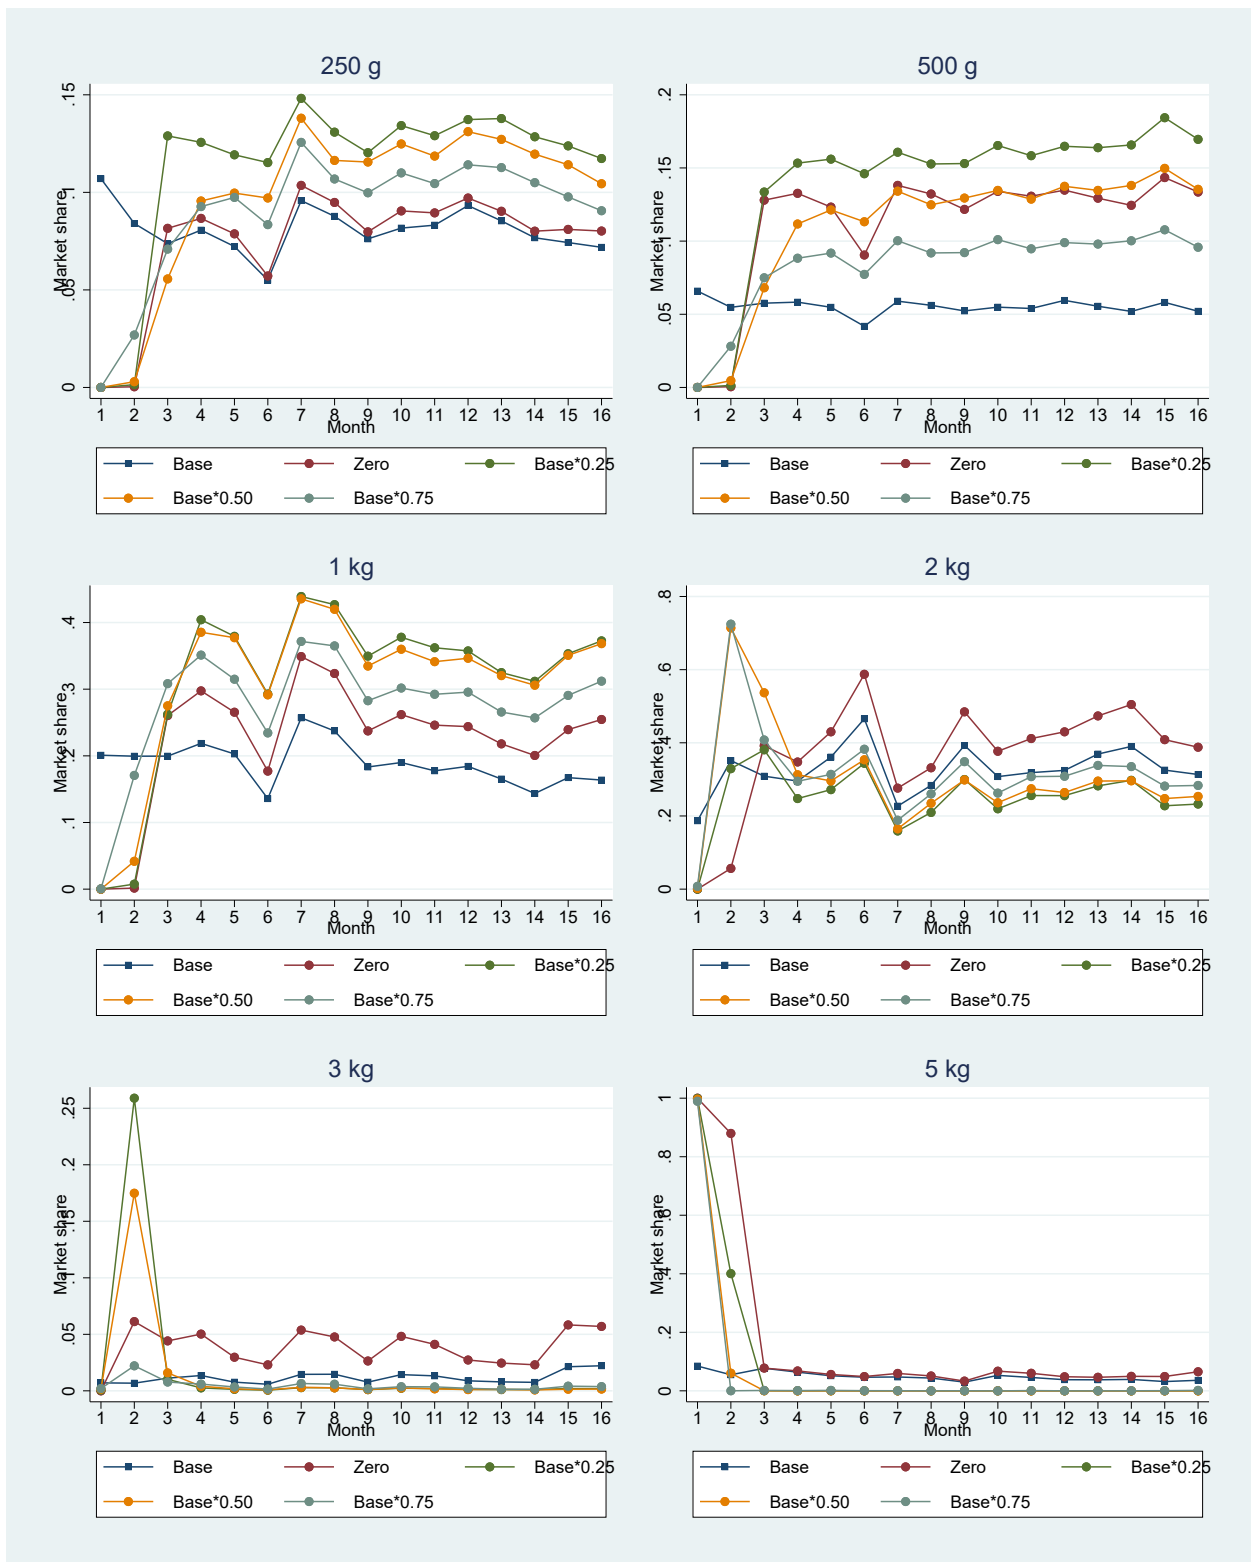 250 g
.15
.1
.05
0
Market share
1 2 3 4 5 6 7 8 9 10 11 12 13 14 15 16
Month
Base Zero Base*0.25
Base*0.50 Base*0.75
500 g
.2
.15
.1
.05
0
Market share
1 2 3 4 5 6 7 8 9 10 11 12 13 14 15 16
Month
Base Zero Base*0.25
Base*0.50 Base*0.75
1 kg
.4
.3
.2
.1
0
Market share
1 2 3 4 5 6 7 8 9 10 11 12 13 14 15 16
Month
Base Zero Base*0.25
Base*0.50 Base*0.75
2 kg
.8
.6
.4
.2
0
Market share
1 2 3 4 5 6 7 8 9 10 11 12 13 14 15 16
Month
Base Zero Base*0.25
Base*0.50 Base*0.75
3 kg
.25
.2
.15
.1
.05
0
Market share
1 2 3 4 5 6 7 8 9 10 11 12 13 14 15 16
Month
Base Zero Base*0.25
Base*0.50 Base*0.75
5 kg
1
.8
.6
.4
.2
0
Market share
1 2 3 4 5 6 7 8 9 10 11 12 13 14 15 16
Month
Base Zero Base*0.25
Base*0.50 Base*0.75